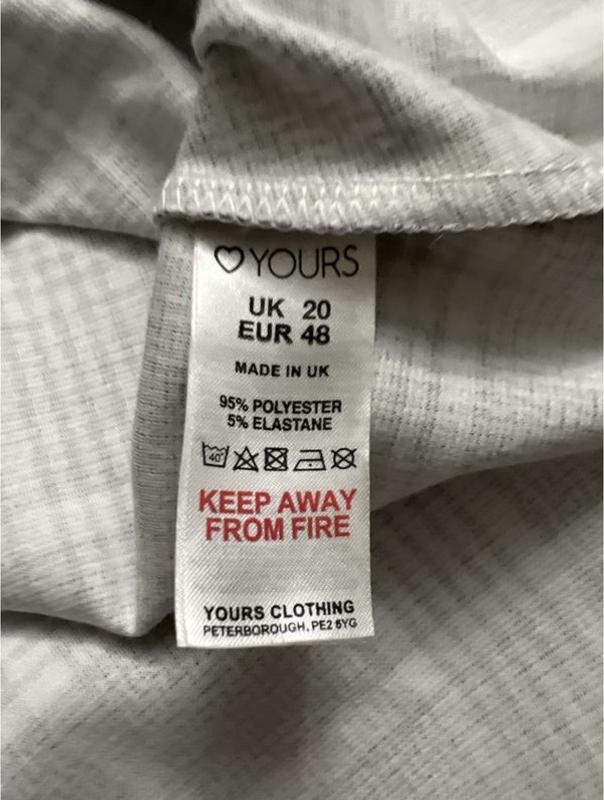 YOURS
UK 20
EUR 48
MADE IN UK
95% POLYESTER
5% ELASTANE
40°
KEEP AWAY
FROM FIRE
YOURS CLOTHING
PETERBOROUGH, PE2 6YG